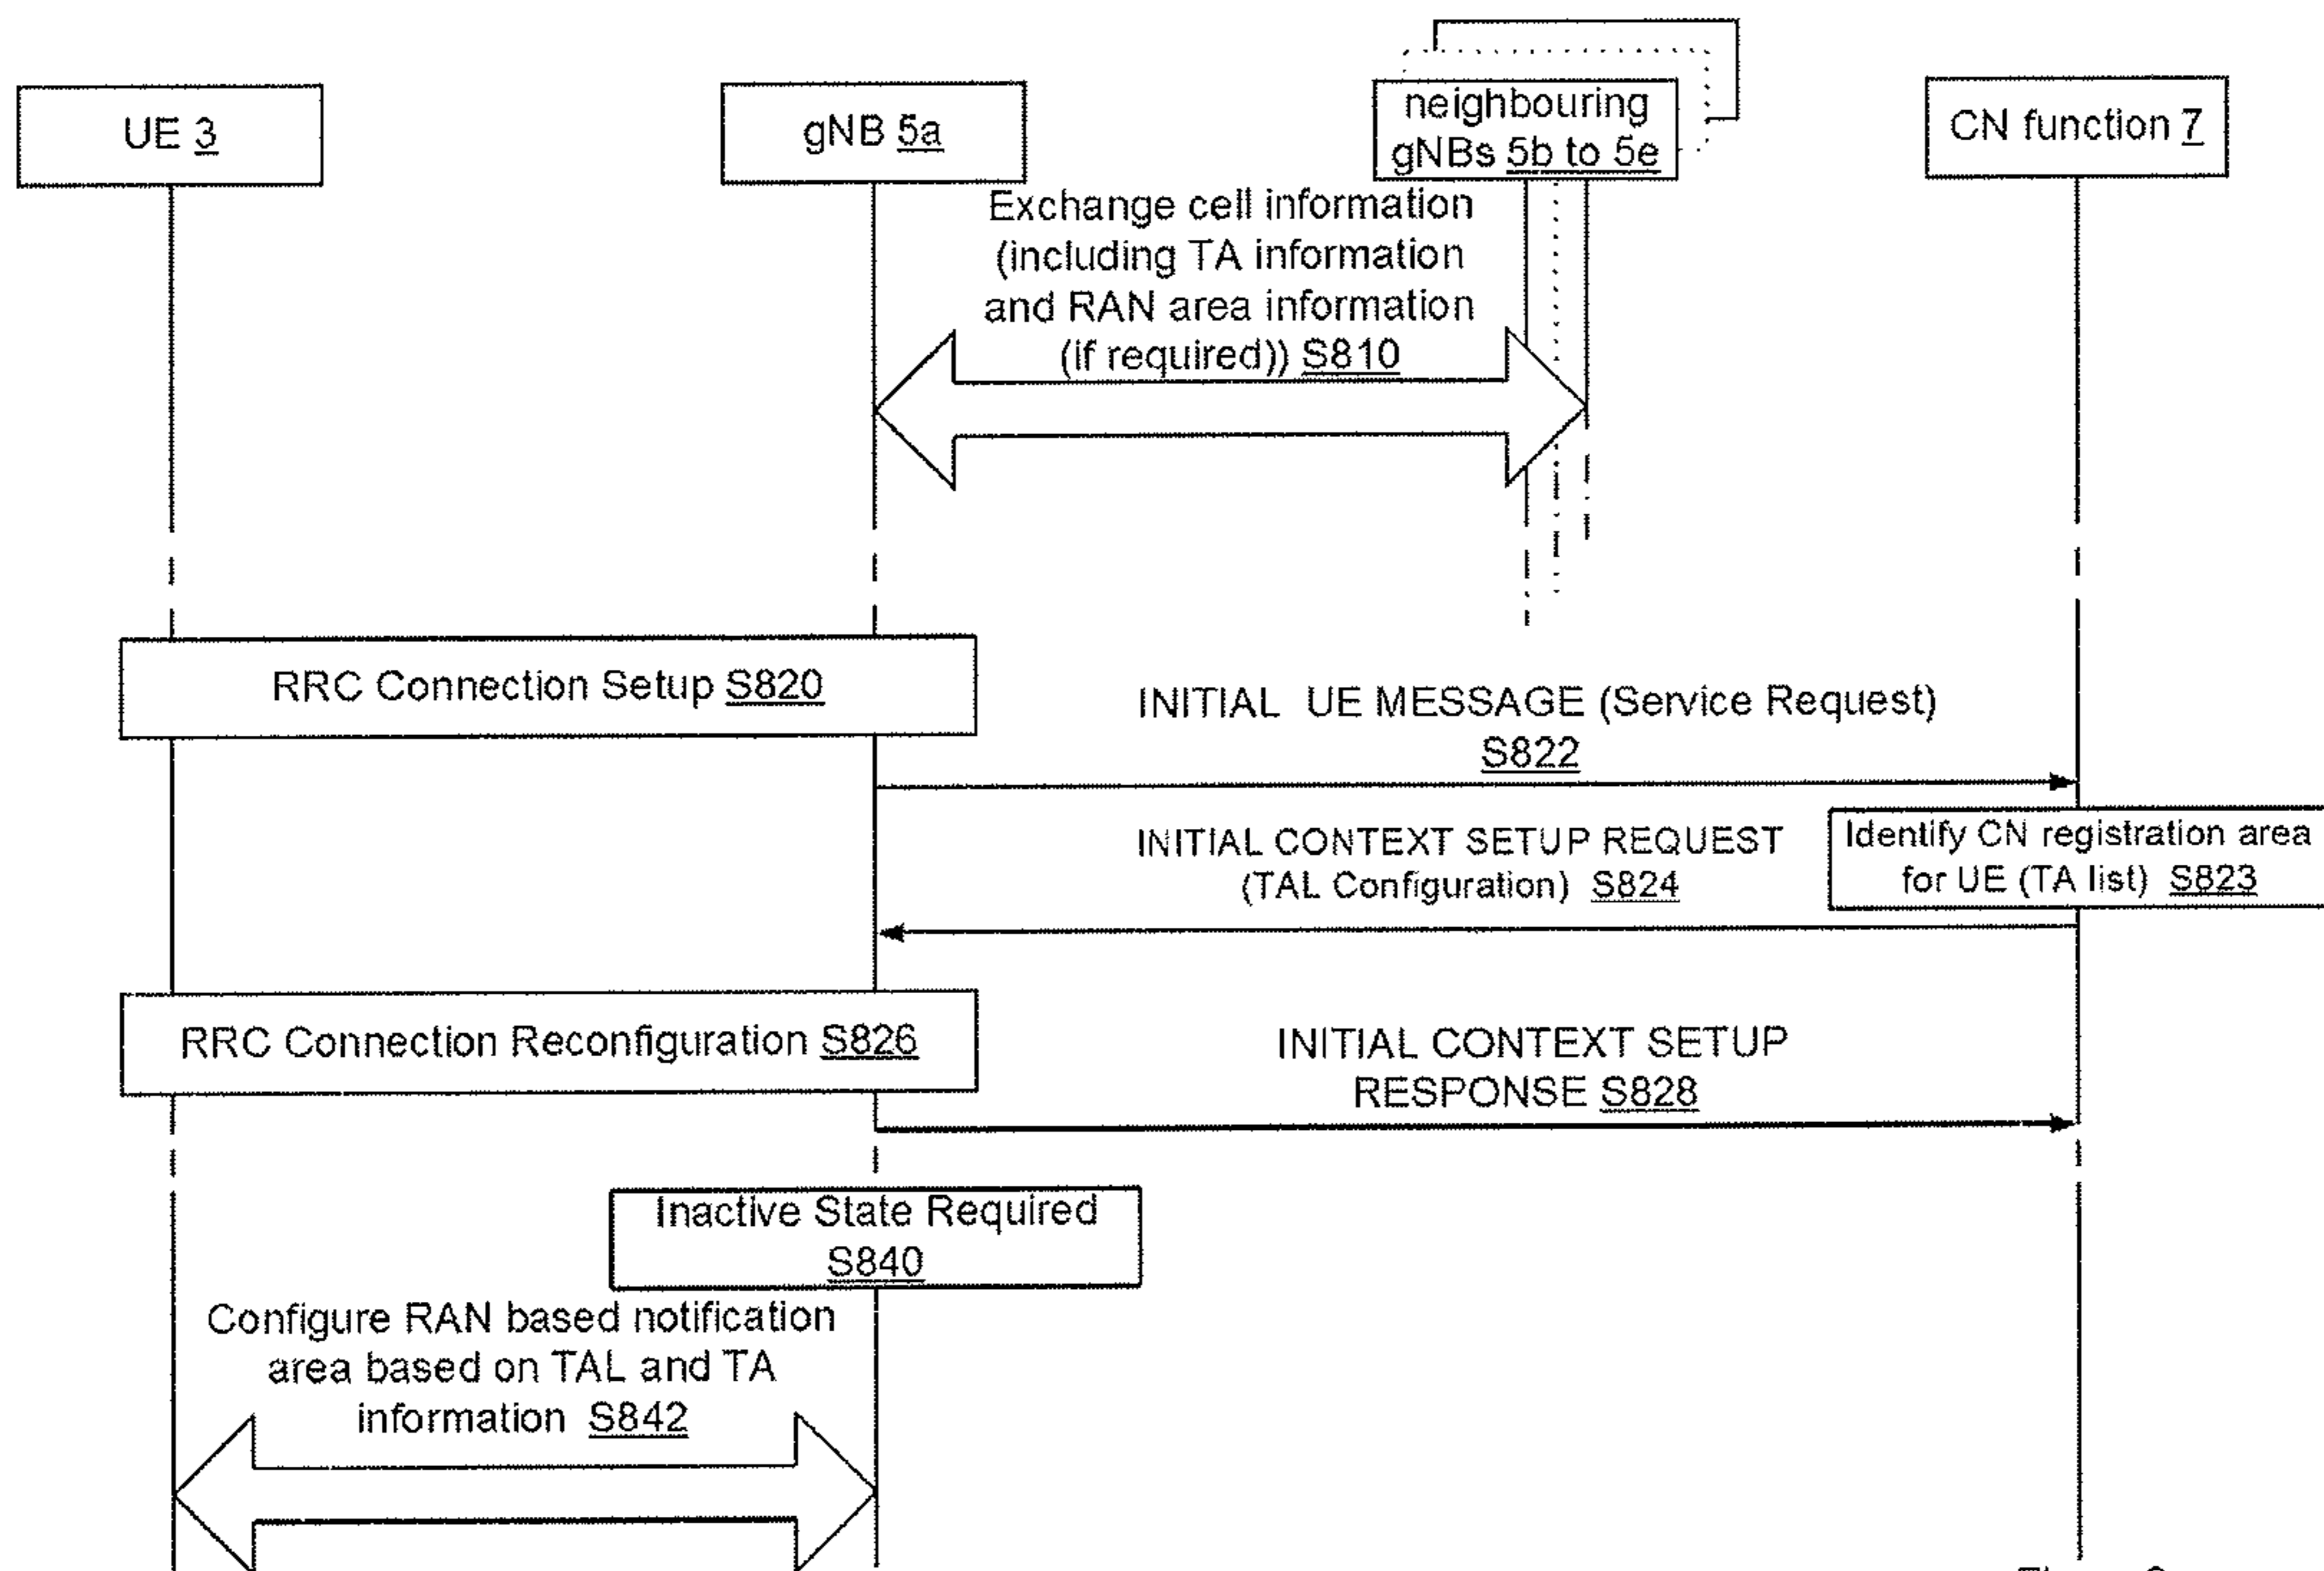 UE 3
gNB 5a
neighbouring
gNBs 5b to 5e
CN function 7
Exchange cell information
(including TA information
and RAN area information
(if required)) S810
RRC Connection Setup S820
INITIAL UE MESSAGE (Service Request)
S822
Identify CN registration area
for UE (TA list) S823
INITIAL CONTEXT SETUP REQUEST
(TAL Configuration) S824
RRC Connection Reconfiguration S826
INITIAL CONTEXT SETUP
RESPONSE S828
Inactive State Required
S840
Configure RAN based notification
area based on TAL and TA
information S842